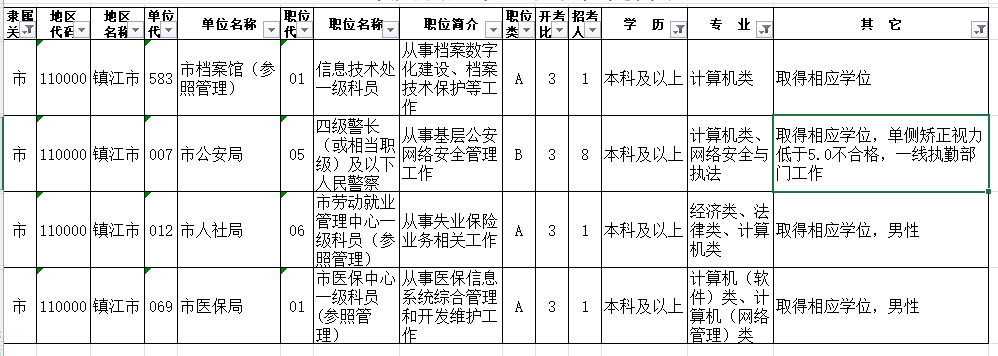 隶属关 地区代码 地区名称 单位代 单位名称 职位代 职位名称 职位简介 职位类 开考比 招考人 学 历 专 业 其 它
市 110000 镇江市 583 市档案馆（参照管理） 01 信息技术处一级科员 从事档案数字化建设、档案技术保护等工作 A 3 1 本科及以上 计算机类 取得相应学位
市 110000 镇江市 007 市公安局 05 四级警长（或相当职级）及以下人民警察 从事基层公安网络安全管理工作 B 3 8 本科及以上 计算机类、网络安全与执法 取得相应学位，单侧矫正视力低于5.0不合格，一线执勤部门工作
市 110000 镇江市 012 市人社局 06 市劳动就业管理中心一级科员（参照管理） 从事失业保险业务相关工作 A 3 1 本科及以上 经济类、法律类、计算机类 取得相应学位，男性
市 110000 镇江市 069 市医保局 01 市医保中心一级科员(参照管理） 从事医保信息系统综合管理和开发维护工作 A 3 1 本科及以上 计算机（软件）类、计算机（网络管理）类 取得相应学位，男性